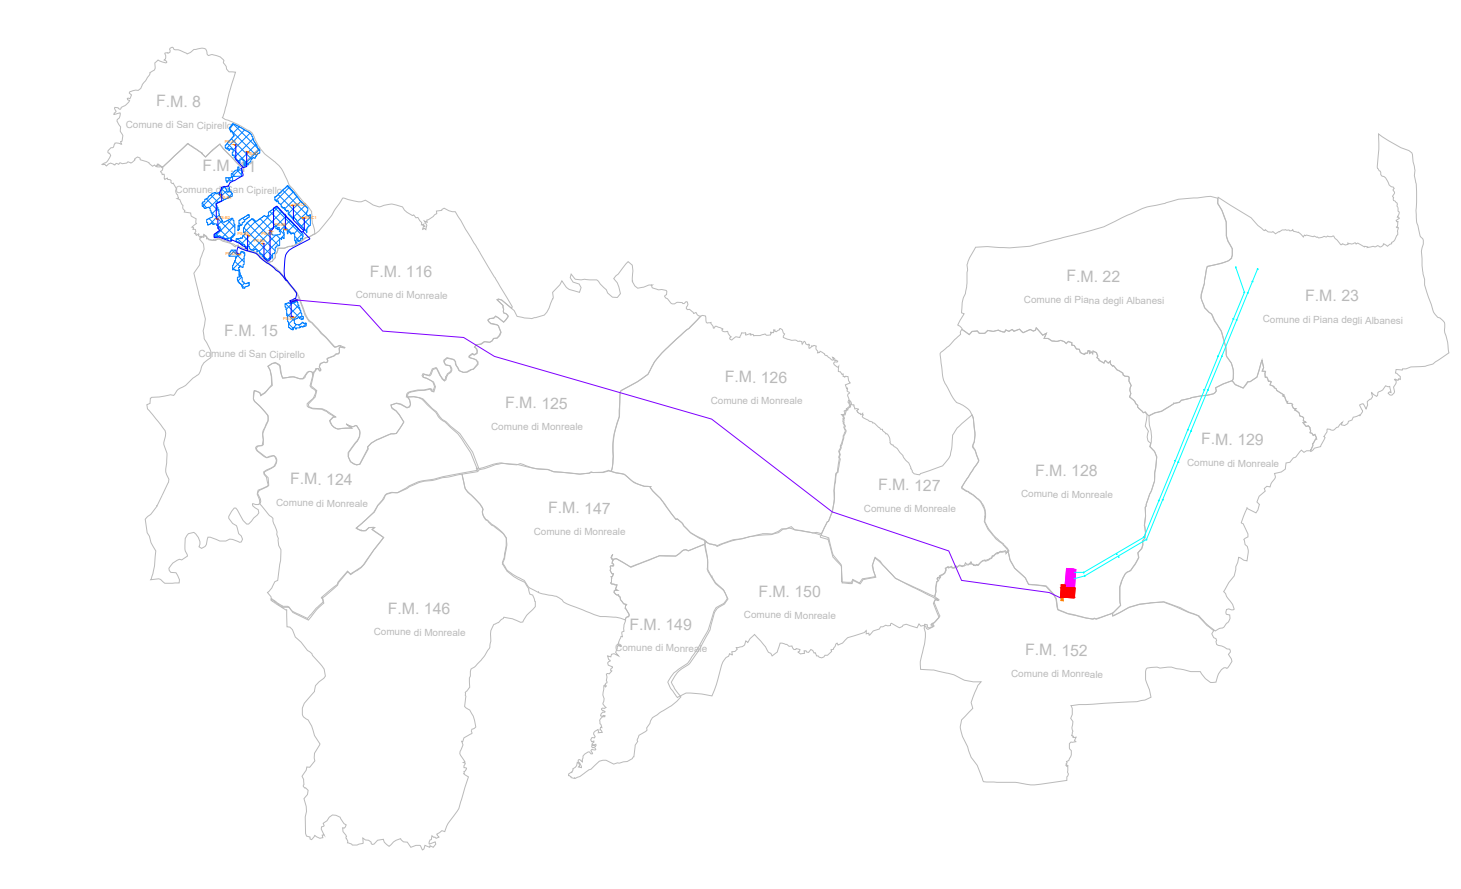 F.M. 8
Comune di San Cipirello
F.M.
Comune di San Cipirello
F.M. 116
Comune di Monreale
F.M. 22
Comune di Piana degli Albanesi
F.M. 23
Comune di Piana degli Albanesi
F.M. 15
Comune di San Cipirello
F.M. 126
Comune di Monreale
F.M. 125
Comune di Monreale
F.M. 129
Comune di Monreale
F.M. 128
Comune di Monreale
F.M. 124
Comune di Monreale
F.M. 127
Comune di Monreale
F.M. 147
Comune di Monreale
F.M. 150
Comune di Monreale
F.M. 146
Comune di Monreale
F.M. 149
Comune di Monreale
F.M. 152
Comune di Monreale